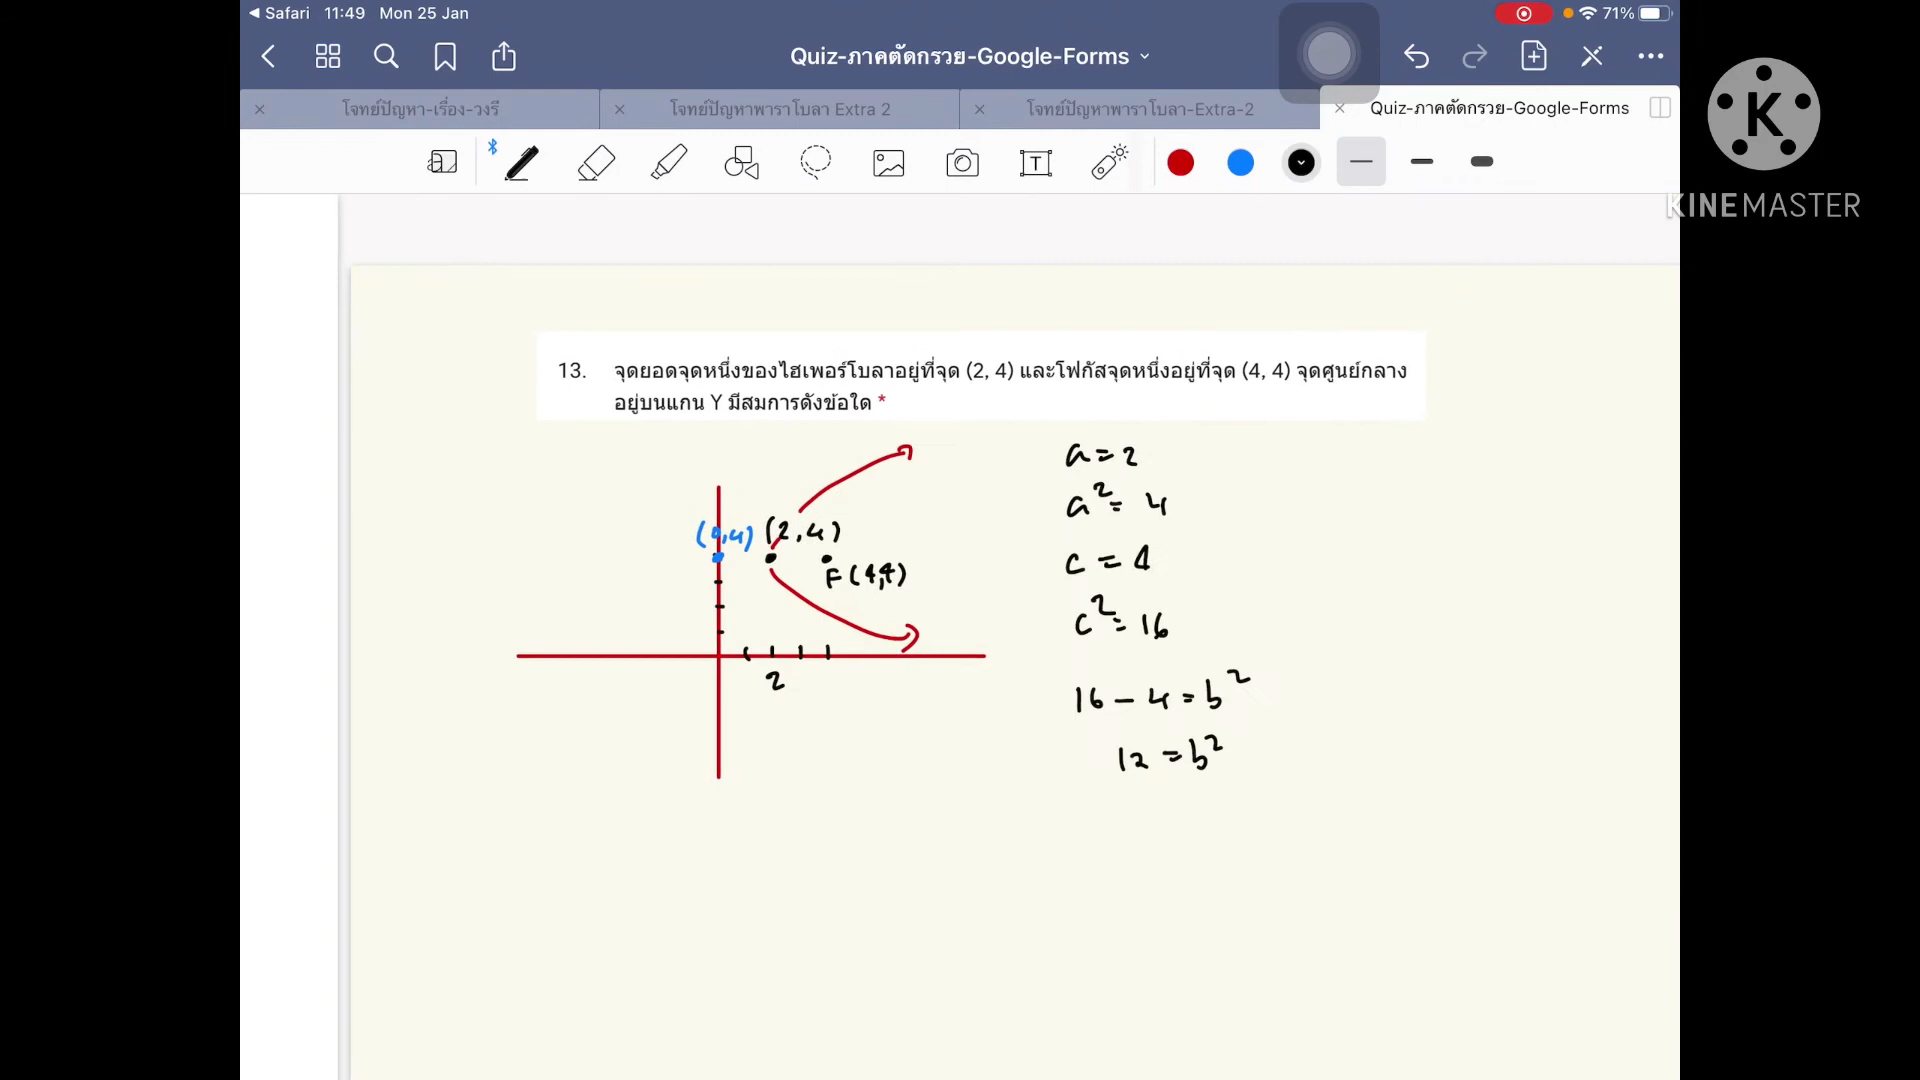 Safari 11:49 Mon 25 Jan 71%
Quiz-ภาคตัดกรวย-Google-Forms
โจทย์ปัญหา-เรื่อง-วงรี
โจทย์ปัญหาพาราโบลา Extra 2
โจทย์ปัญหาพาราโบลา-Extra-2
Quiz-ภาคตัดกรวย-Google-Forms
K
KINEMASTER
13. จุดยอดจุดหนึ่งของไฮเพอร์โบลาอยู่ที่จุด (2, 4) และโฟกัสจุดหนึ่งอยู่ที่จุด (4, 4) จุดศูนย์กลาง
อยู่บนแกน Y มีสมการดังข้อใด *
(0,4) (2,4)
F(4,4)
2
a = 2
a² = 4
c = 4
c² = 16
16 - 4 = b²
12 = b²